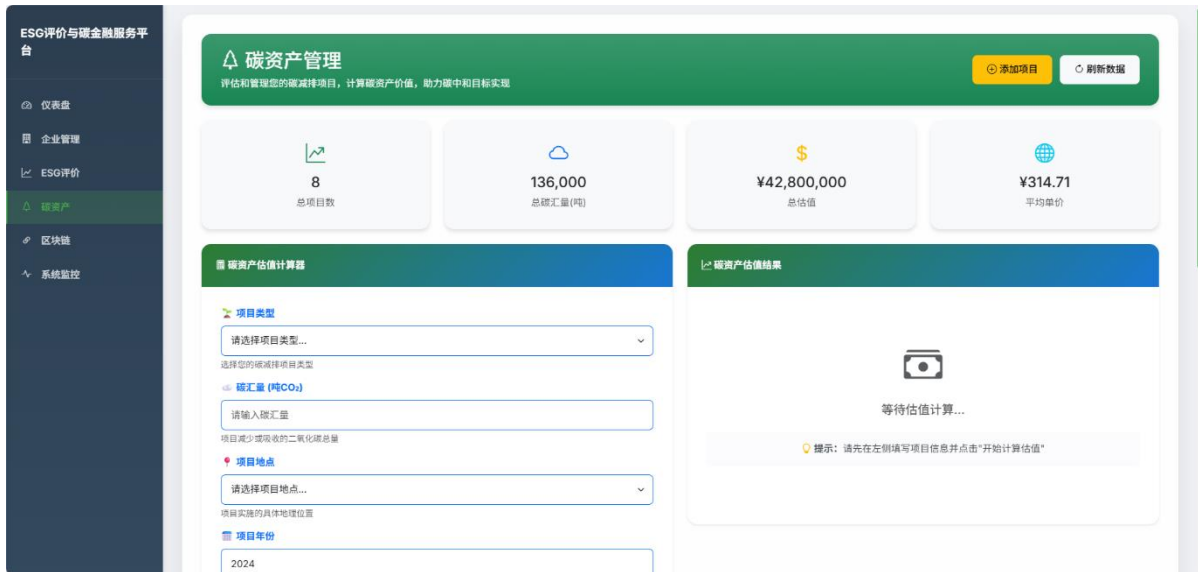 ESG评价与碳金融服务平
台
仪表盘
企业管理
ESG评价
碳资产
区块链
系统监控
碳资产管理
评估和管理您的碳减排项目，计算碳资产价值，助力碳中和目标实现
添加项目
刷新数据
8
总项目数
136,000
总碳汇量(吨)
¥42,800,000
总估值
¥314.71
平均单价
碳资产估值计算器
项目类型
请选择项目类型...
选择您的碳减排项目类型
碳汇量 (吨CO₂)
请输入碳汇量
项目减少或吸收的二氧化碳总量
项目地点
请选择项目地点...
项目实施的具体地理位置
项目年份
2024
碳资产估值结果
等待估值计算...
提示：请先在左侧填写项目信息并点击"开始计算估值"